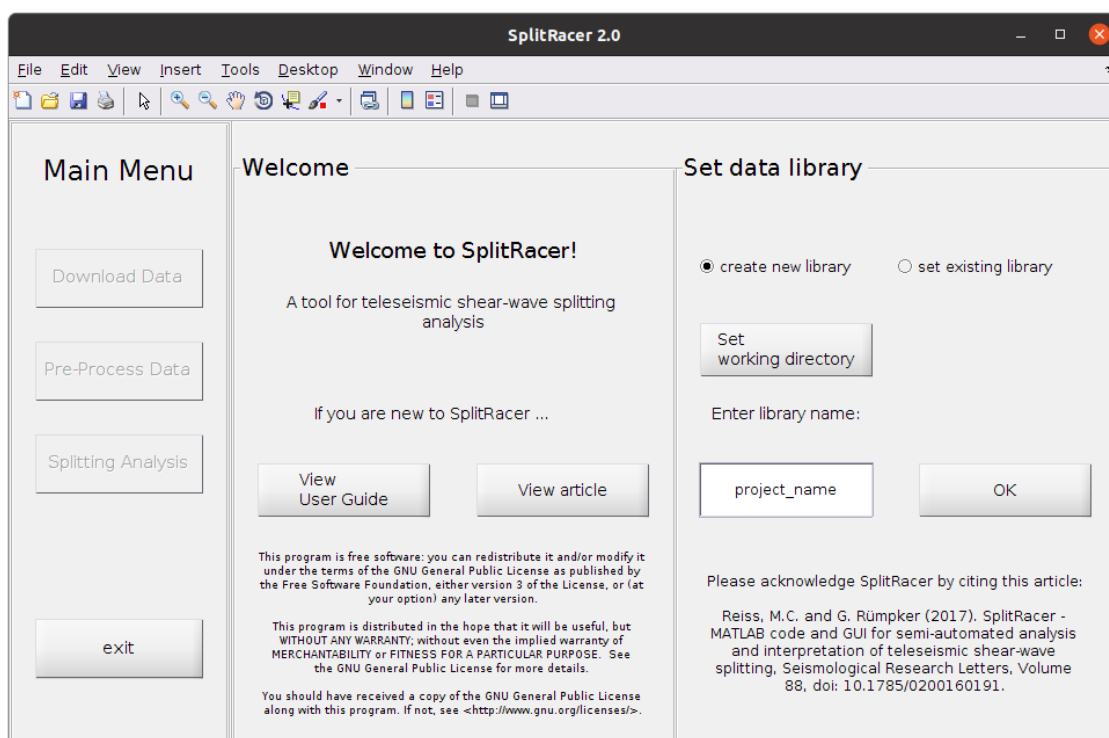 SplitRacer 2.0
File Edit View Insert Tools Desktop Window Help
Main Menu
Download Data
Pre-Process Data
Splitting Analysis
exit
Welcome
Welcome to SplitRacer!
A tool for teleseismic shear-wave splitting
analysis
If you are new to SplitRacer ...
View
User Guide
View article
This program is free software: you can redistribute it and/or modify it
under the terms of the GNU General Public License as published by
the Free Software Foundation, either version 3 of the License, or (at
your option) any later version.
This program is distributed in the hope that it will be useful, but
WITHOUT ANY WARRANTY; without even the implied warranty of
MERCHANTABILITY or FITNESS FOR A PARTICULAR PURPOSE. See
the GNU General Public License for more details.
You should have received a copy of the GNU General Public License
along with this program. If not, see <http://www.gnu.org/licenses/>.
Set data library
create new library
set existing library
Set
working directory
Enter library name:
project_name
OK
Please acknowledge SplitRacer by citing this article:
Reiss, M.C. and G. Rümpker (2017). SplitRacer -
MATLAB code and GUI for semi-automated analysis
and interpretation of teleseismic shear-wave
splitting, Seismological Research Letters, Volume
88, doi: 10.1785/0200160191.